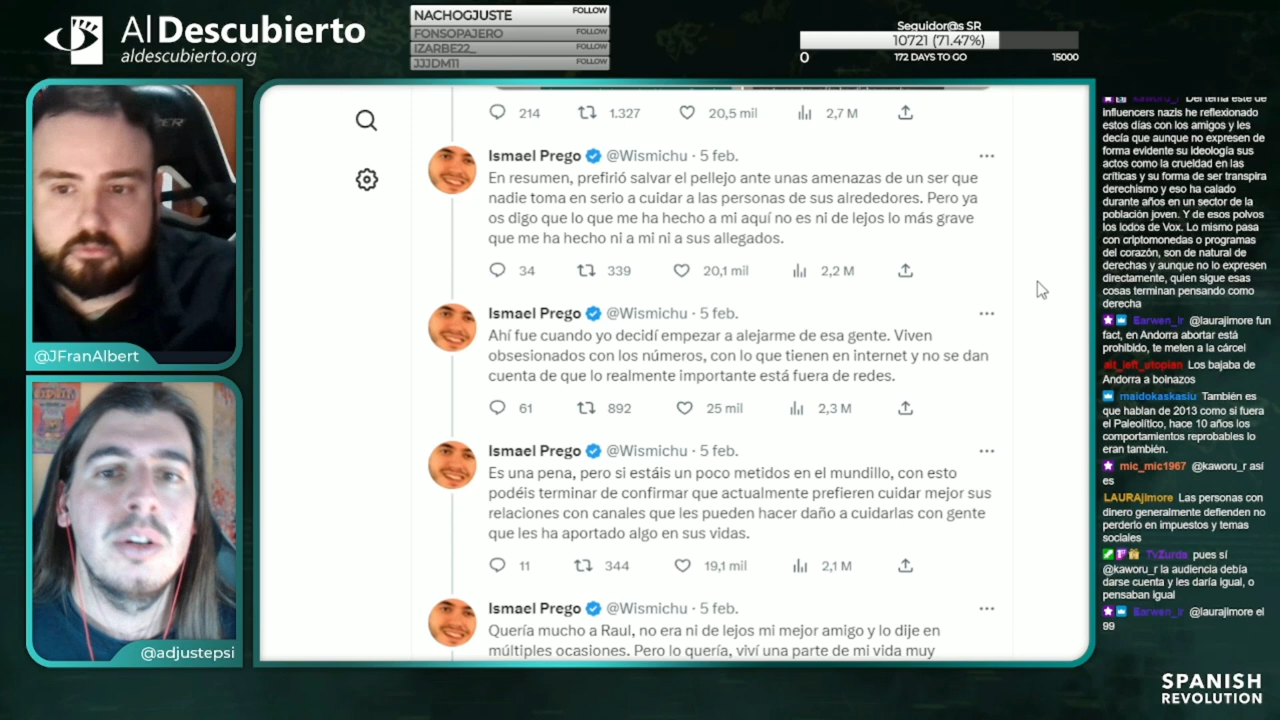 Al Descubierto
aldescubierto.org
NACHOGJUSTE FOLLOW
FONSOPAJERO FOLLOW
IZARBE22_ FOLLOW
JJJDM11 FOLLOW
Seguidor@s SR
10721 (71.47%)
0 172 DAYS TO GO 15000
@JFranAlbert
@adjustepsi
214 1.327 20,5 mil 2,7 M
Ismael Prego @Wismichu · 5 feb.
En resumen, prefirió salvar el pellejo ante unas amenazas de un ser que
nadie toma en serio a cuidar a las personas de sus alrededores. Pero ya
os digo que lo que me ha hecho a mi aquí no es ni de lejos lo más grave
que me ha hecho ni a mi ni a sus allegados.
34 339 20,1 mil 2,2 M
Ismael Prego @Wismichu · 5 feb.
Ahí fue cuando yo decidí empezar a alejarme de esa gente. Viven
obsesionados con los números, con lo que tienen en internet y no se dan
cuenta de que lo realmente importante está fuera de redes.
61 892 25 mil 2,3 M
Ismael Prego @Wismichu · 5 feb.
Es una pena, pero si estáis un poco metidos en el mundillo, con esto
podéis terminar de confirmar que actualmente prefieren cuidar mejor sus
relaciones con canales que les pueden hacer daño a cuidarlas con gente
que les ha aportado algo en sus vidas.
11 344 19,1 mil 2,1 M
Ismael Prego @Wismichu · 5 feb.
Quería mucho a Raul, no era ni de lejos mi mejor amigo y lo dije en
múltiples ocasiones. Pero lo quería, viví una parte de mi vida muy
kaworu_r Del tema este de
influencers nazis he reflexionado
estos días con los amigos y les
decía que aunque no expresen de
forma evidente su ideología sus
actos como la crueldad en las
críticas y su forma de ser transpira
derechismo y eso ha calado
durante años en un sector de la
población joven. Y de esos polvos
los lodos de Vox. Lo mismo pasa
con criptomonedas o programas
del corazón, son de natural de
derechas y aunque no lo expresen
directamente, quien sigue esas
cosas terminan pensando como
derecha
Earwen_ir @laurajimore fun
fact, en Andorra abortar está
prohibido, te meten a la cárcel
alt_left_utopian Los bajaba de
Andorra a boinazos
maidokaskasiu También es
que hablan de 2013 como si fuera
el Paleolítico, hace 10 años los
comportamientos reprobables lo
eran también.
mic_mic1967 @kaworu_r así
es
LAURAjimore Las personas con
dinero generalmente defienden no
perderlo en impuestos y temas
sociales
TvZurda pues sí
@kaworu_r la audiencia debía
darse cuenta y les daría igual, o
pensaban igual
Earwen_ir @laurajimore el
99
SPANISH
REVOLUTION